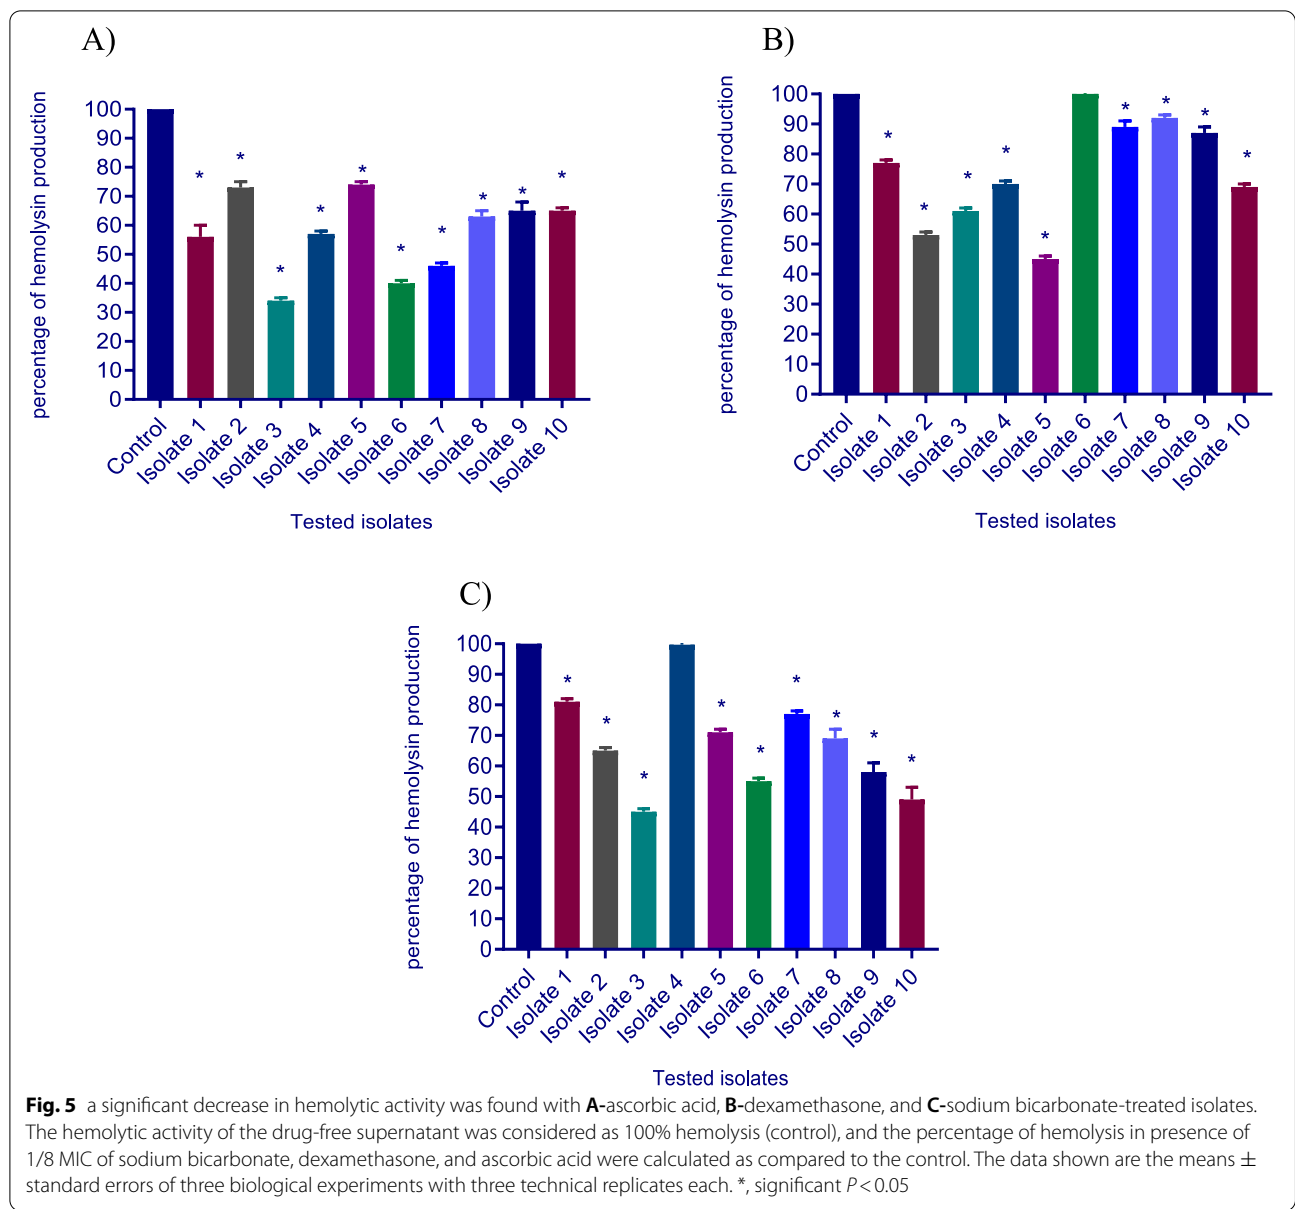 A)
percentage of hemolysin production
100
90
80
70
60
50
40
30
20
10
0
* * * * * * * * * *
Control
Isolate 1
Isolate 2
Isolate 3
Isolate 4
Isolate 5
Isolate 6
Isolate 7
Isolate 8
Isolate 9
Isolate 10
Tested isolates
B)
percentage of hemolysin production
100
90
80
70
60
50
40
30
20
10
0
* * * * * * * * *
Control
Isolate 1
Isolate 2
Isolate 3
Isolate 4
Isolate 5
Isolate 6
Isolate 7
Isolate 8
Isolate 9
Isolate 10
Tested isolates
C)
percentage of hemolysin production
100
90
80
70
60
50
40
30
20
10
0
* * * * * * * * *
Control
Isolate 1
Isolate 2
Isolate 3
Isolate 4
Isolate 5
Isolate 6
Isolate 7
Isolate 8
Isolate 9
Isolate 10
Tested isolates
Fig. 5 a significant decrease in hemolytic activity was found with A-ascorbic acid, B-dexamethasone, and C-sodium bicarbonate-treated isolates.
The hemolytic activity of the drug-free supernatant was considered as 100% hemolysis (control), and the percentage of hemolysis in presence of
1/8 MIC of sodium bicarbonate, dexamethasone, and ascorbic acid were calculated as compared to the control. The data shown are the means ±
standard errors of three biological experiments with three technical replicates each. *, significant P < 0.05